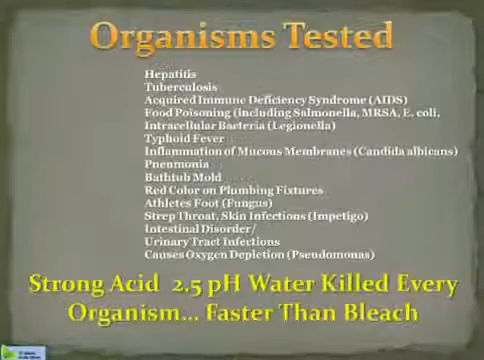 Organisms Tested
Hepatitis
Tuberculosis
Acquired Immune Deficiency Syndrome (AIDS)
Food Poisoning (including Salmonella, MRSA, E. coli,
Intracellular Bacteria (Legionella)
Typhoid Fever
Inflammation of Mucous Membranes (Candida albicans)
Pneumonia
Bathtub Mold
Red Color on Plumbing Fixtures
Athletes Foot (Fungus)
Strep Throat, Skin Infections (Impetigo)
Intestinal Disorder/
Urinary Tract Infections
Causes Oxygen Depletion (Pseudomonas)
Strong Acid 2.5 pH Water Killed Every
Organism... Faster Than Bleach